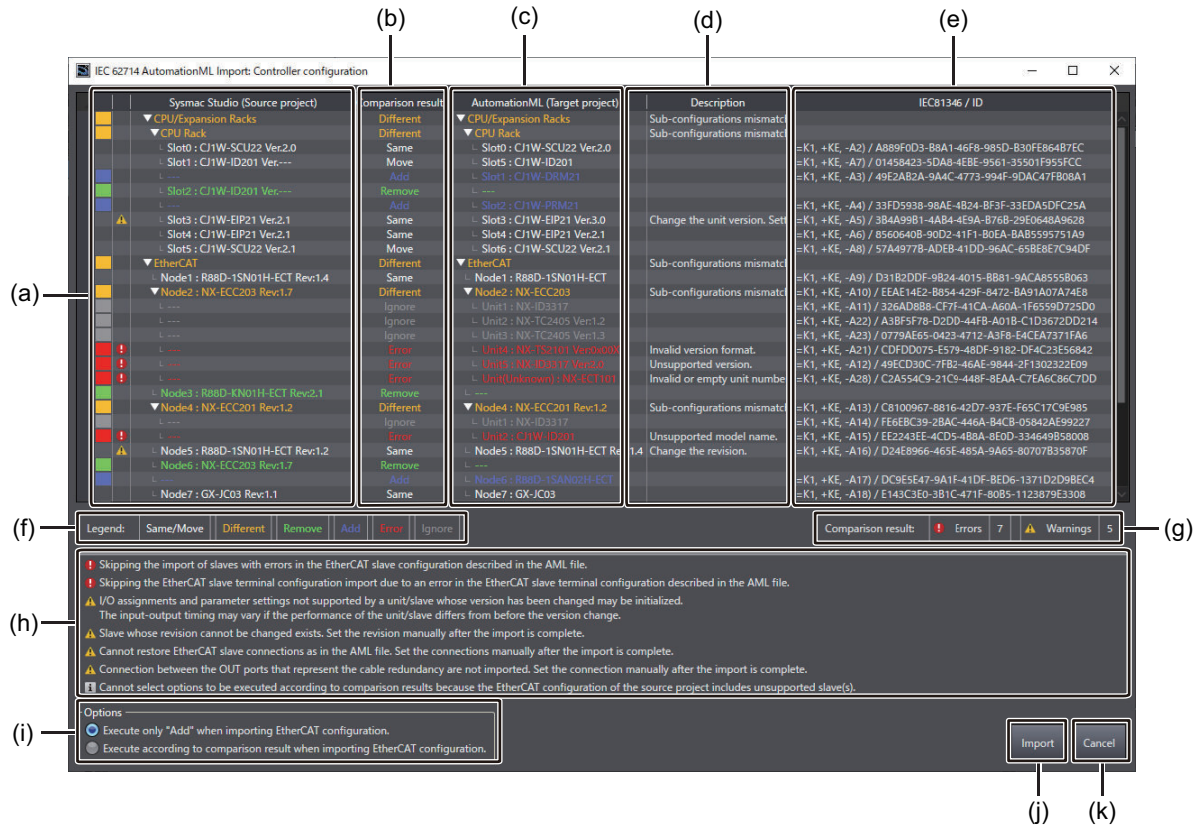 (b) (c) (d) (e)
IEC 62714 AutomationML Import: Controller configuration
Sysmac Studio (Source project) Comparison result AutomationML (Target project) Description IEC81346 / ID
CPU/Expansion Racks Different CPU/Expansion Racks Sub-configurations mismatcl
CPU Rack Different CPU Rack Sub-configurations mismatcl
Slot0 : CJ1W-SCU22 Ver.2.0 Same Slot0 : CJ1W-SCU22 Ver.2.0 =K1, +KE, -A2) / A889F0D3-B8A1-46F8-985D-B30FE864B7EC
Slot1 : CJ1W-ID201 Ver.--- Move Slot5 : CJ1W-ID201 =K1, +KE, -A7) / 01458423-5DA8-4EBE-9561-35501F955FCC
--- Add Slot1 : CJ1W-DRM21 =K1, +KE, -A3) / 49E2AB2A-9A4C-4773-994F-9DAC47FB08A1
Slot2 : CJ1W-ID201 Ver.--- Remove ---
--- Add Slot2 : CJ1W-PRM21 =K1, +KE, -A4) / 33FD5938-98AE-4B24-BF3F-33EDA5DFC25A
Slot3 : CJ1W-EIP21 Ver.2.1 Same Slot3 : CJ1W-EIP21 Ver.3.0 Change the unit version. Sett =K1, +KE, -A5) / 3B4A99B1-4AB4-4E9A-B76B-29E0648A9628
Slot4 : CJ1W-EIP21 Ver.2.1 Same Slot4 : CJ1W-EIP21 Ver.2.1 =K1, +KE, -A6) / 8560640B-90D2-41F1-B0EA-BAB5595751A9
Slot5 : CJ1W-SCU22 Ver.2.1 Move Slot6 : CJ1W-SCU22 Ver.2.1 =K1, +KE, -A8) / 57A4977B-ADEB-41DD-96AC-65BE8E7C94DF
EtherCAT Different EtherCAT Sub-configurations mismatcl
Node1 : R88D-1SN01H-ECT Rev:1.4 Same Node1 : R88D-1SN01H-ECT =K1, +KE, -A9) / D31B2DDF-9B24-4015-BB81-9ACA8555B063
(a)
Node2 : NX-ECC203 Rev:1.7 Different Node2 : NX-ECC203 Sub-configurations mismatcl =K1, +KE, -A10) / EEAE14E2-B854-429F-8472-BA91A07A74E8
--- Ignore Unit1 : NX-ID3317 =K1, +KE, -A11) / 326AD8B8-CF7F-41CA-A60A-1F6559D725D0
--- Ignore Unit2 : NX-TC2405 Ver:1.2 =K1, +KE, -A22) / A3BF5F78-D2DD-44FB-A01B-C1D3672DD214
--- Ignore Unit3 : NX-TC2405 Ver:1.3 =K1, +KE, -A23) / 0779AE65-0423-4712-A3F8-E4CEA7371FA6
--- Error Unit4 : NX-TS2101 Invalid version format. =K1, +KE, -A21) / CDFDD075-E579-48DF-9182-DF4C23E56842
--- Error Unit5 : NX-ID3317 Unsupported version. =K1, +KE, -A12) / 49ECD30C-7FB2-46AE-9844-2F1302322E09
--- Error Unit(Unknown) : NX-ECT101 Invalid or empty unit numbe =K1, +KE, -A28) / C2A554C9-21C9-448F-8EAA-C7EA6C86C7DD
Node3 : R88D-KN01H-ECT Rev:2.1 Remove ---
Node4 : NX-ECC201 Rev:1.2 Different Node4 : NX-ECC201 Rev:1.2 Sub-configurations mismatcl =K1, +KE, -A13) / C8100967-8816-42D7-937E-F65C17C9E985
--- Ignore Unit1 : NX-ID3317 =K1, +KE, -A14) / FE6EBC39-2BAC-446A-B4CB-05842AE99227
--- Error Unit2 : CJ1W-ID201 Unsupported model name. =K1, +KE, -A15) / EE2243EE-4CD5-4B8A-8E0D-334649B58008
Node5 : R88D-1SN01H-ECT Rev:1.2 Same Node5 : R88D-1SN01H-ECT Re 1.4 Change the revision. =K1, +KE, -A16) / D24E8966-465E-485A-9A65-80707B35870F
Node6 : NX-ECC203 Rev:1.7 Remove ---
--- Add Node6 : R88D-1SAN02H-ECT =K1, +KE, -A17) / DC9E5E47-9A1F-41DF-BED6-1371D2D9BEC4
Node7 : GX-JC03 Rev:1.1 Same Node7 : GX-JC03 =K1, +KE, -A18) / E143C3E0-3B1C-471F-80B5-1123879E3308
(f) Legend: Same/Move Different Remove Add Error Ignore Comparison result: Errors 7 Warnings 5 (g)
Skipping the import of slaves with errors in the EtherCAT slave configuration described in the AML file.
Skipping the EtherCAT slave terminal configuration import due to an error in the EtherCAT slave terminal configuration described in the AML file.
I/O assignments and parameter settings not supported by a unit/slave whose version has been changed may be initialized.
The input-output timing may vary if the performance of the unit/slave differs from before the version change.
(h)
Slave whose revision cannot be changed exists. Set the revision manually after the import is complete.
Cannot restore EtherCAT slave connections as in the AML file. Set the connections manually after the import is complete.
Connection between the OUT ports that represent the cable redundancy are not imported. Set the connection manually after the import is complete.
Cannot select options to be executed according to comparison results because the EtherCAT configuration of the source project includes unsupported slave(s).
Options
(i) Execute only "Add" when importing EtherCAT configuration.
Execute according to comparison result when importing EtherCAT configuration.
Import Cancel
(j) (k)